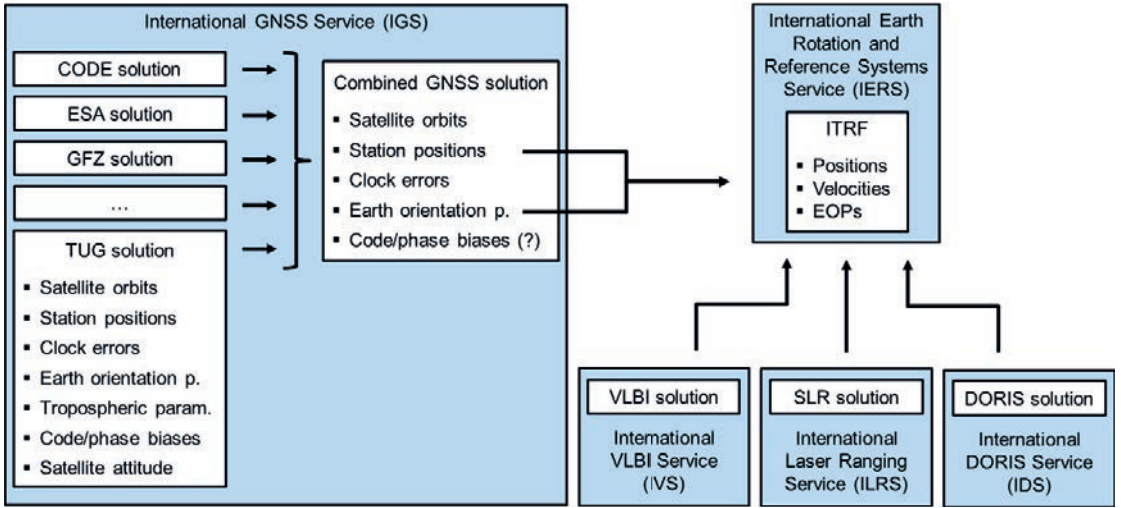 International GNSS Service (IGS)
CODE solution
ESA solution
GFZ solution
...
TUG solution
▪ Satellite orbits
▪ Station positions
▪ Clock errors
▪ Earth orientation p.
▪ Tropospheric param.
▪ Code/phase biases
▪ Satellite attitude
Combined GNSS solution
▪ Satellite orbits
▪ Station positions
▪ Clock errors
▪ Earth orientation p.
▪ Code/phase biases (?)
International Earth
Rotation and
Reference Systems
Service (IERS)
ITRF
▪ Positions
▪ Velocities
▪ EOPs
VLBI solution
International
VLBI Service
(IVS)
SLR solution
International
Laser Ranging
Service (ILRS)
DORIS solution
International
DORIS Service
(IDS)